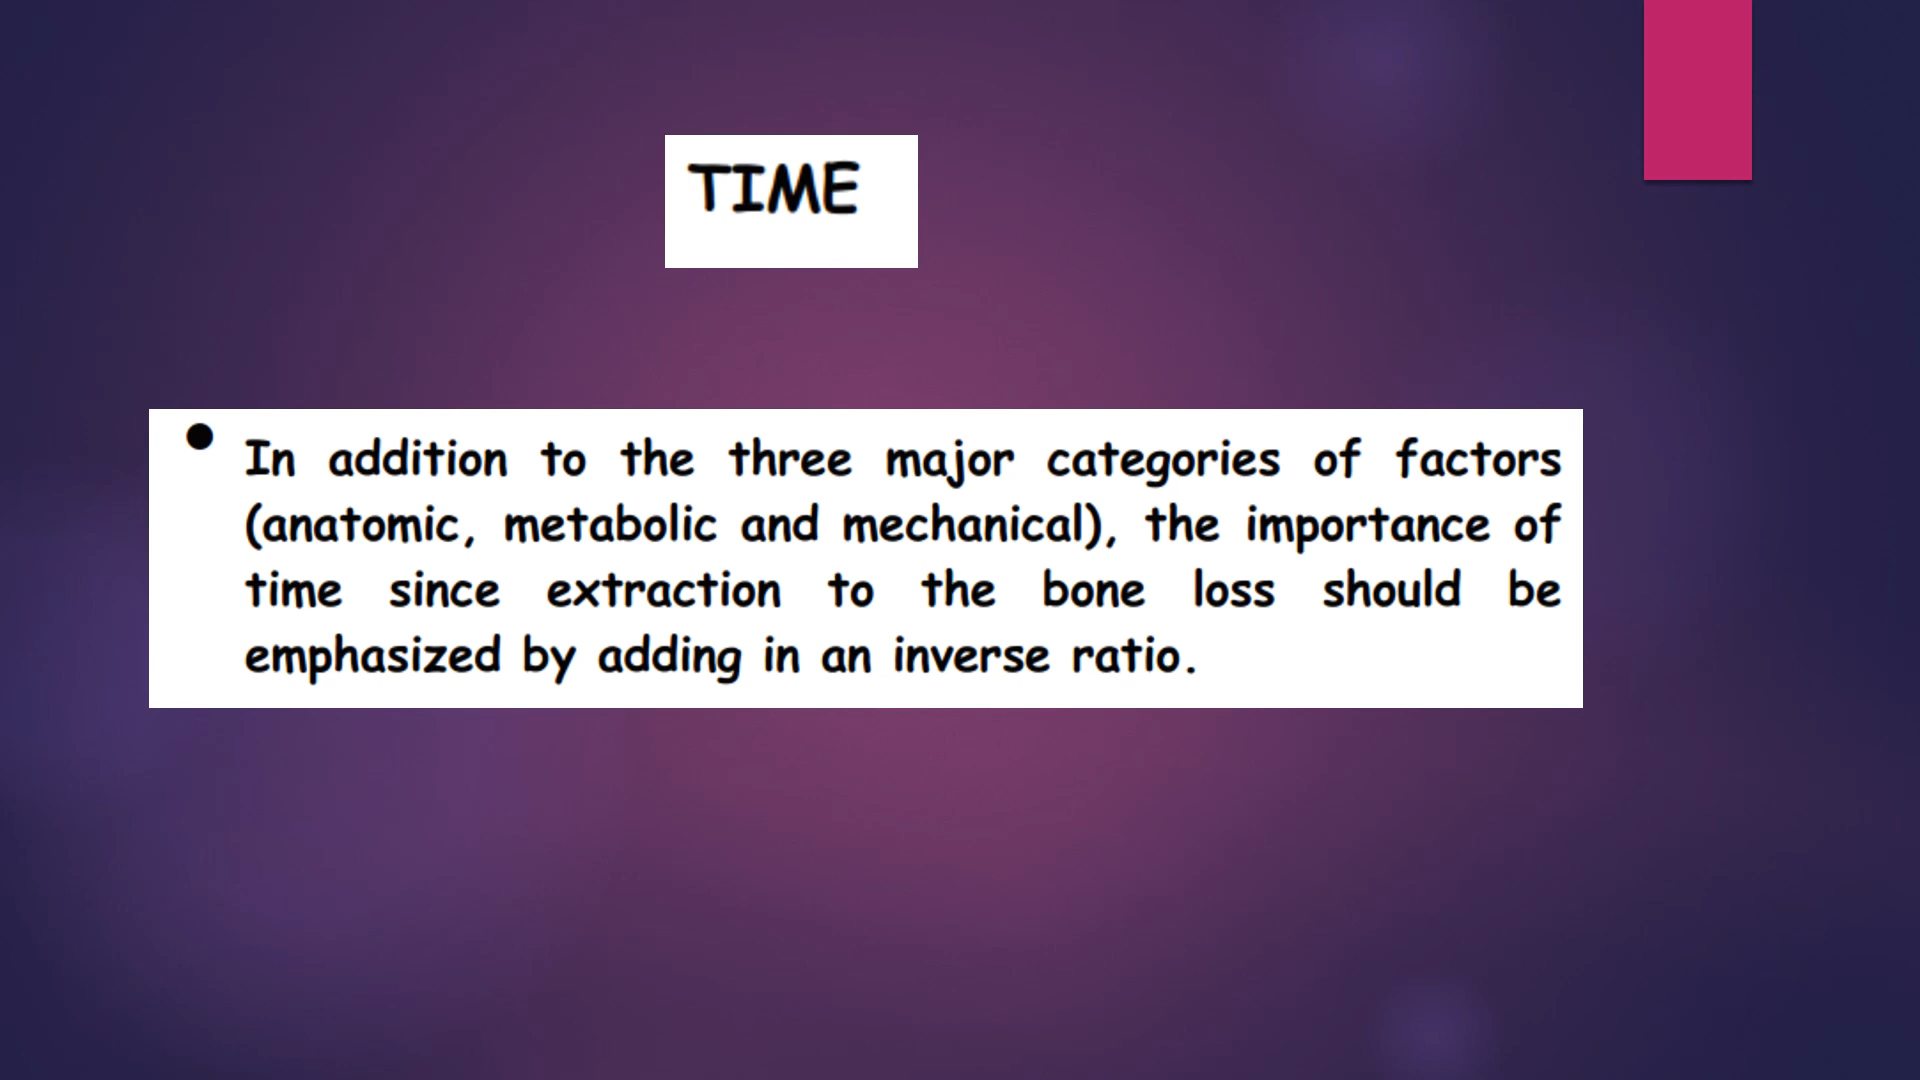 TIME
• In addition to the three major categories of factors
(anatomic, metabolic and mechanical), the importance of
time since extraction to the bone loss should be
emphasized by adding in an inverse ratio.